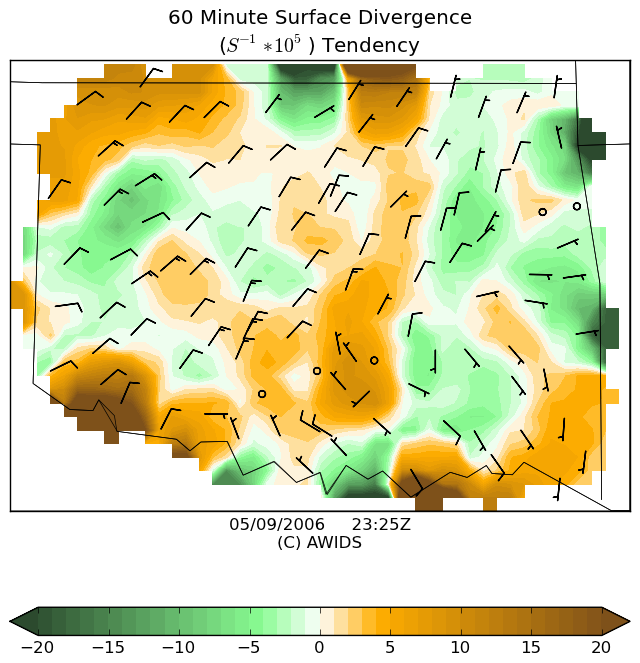 60 Minute Surface Divergence
(S⁻¹ * 10⁵ ) Tendency
05/09/2006 23:25Z
(C) AWIDS
−20 −15 −10 −5 0 5 10 15 20